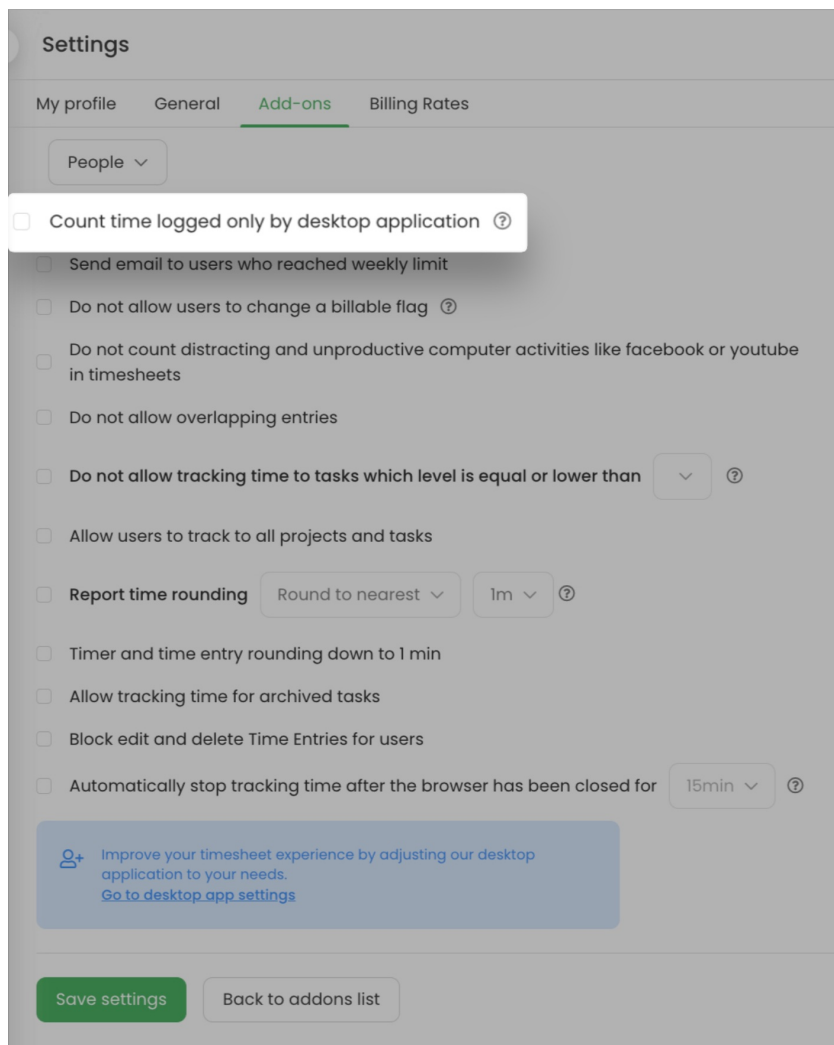 Settings
My profile General Add-ons Billing Rates
People
Count time logged only by desktop application ?
Send email to users who reached weekly limit
Do not allow users to change a billable flag ?
Do not count distracting and unproductive computer activities like facebook or youtube
in timesheets
Do not allow overlapping entries
Do not allow tracking time to tasks which level is equal or lower than ?
Allow users to track to all projects and tasks
Report time rounding Round to nearest 1m ?
Timer and time entry rounding down to 1 min
Allow tracking time for archived tasks
Block edit and delete Time Entries for users
Automatically stop tracking time after the browser has been closed for 15min ?
Improve your timesheet experience by adjusting our desktop
application to your needs.
Go to desktop app settings
Save settings Back to addons list